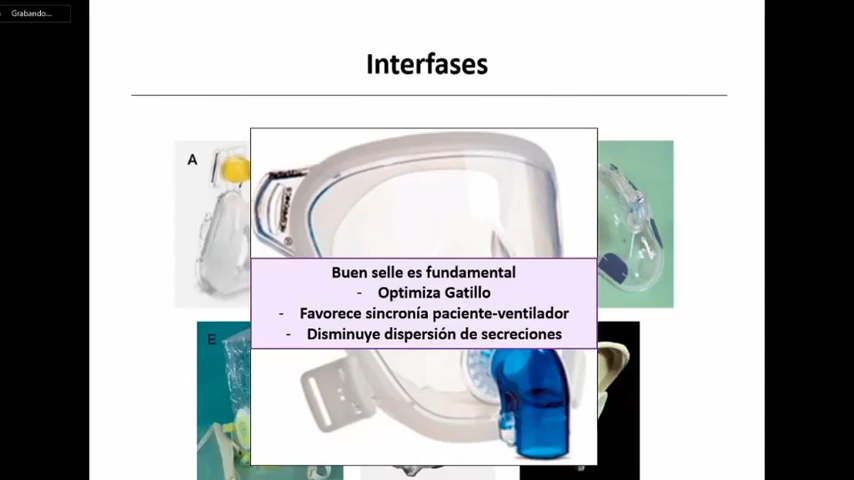 Grabando...
Interfases
A
Buen selle es fundamental
- Optimiza Gatillo
- Favorece sincronía paciente-ventilador
- Disminuye dispersión de secreciones
E